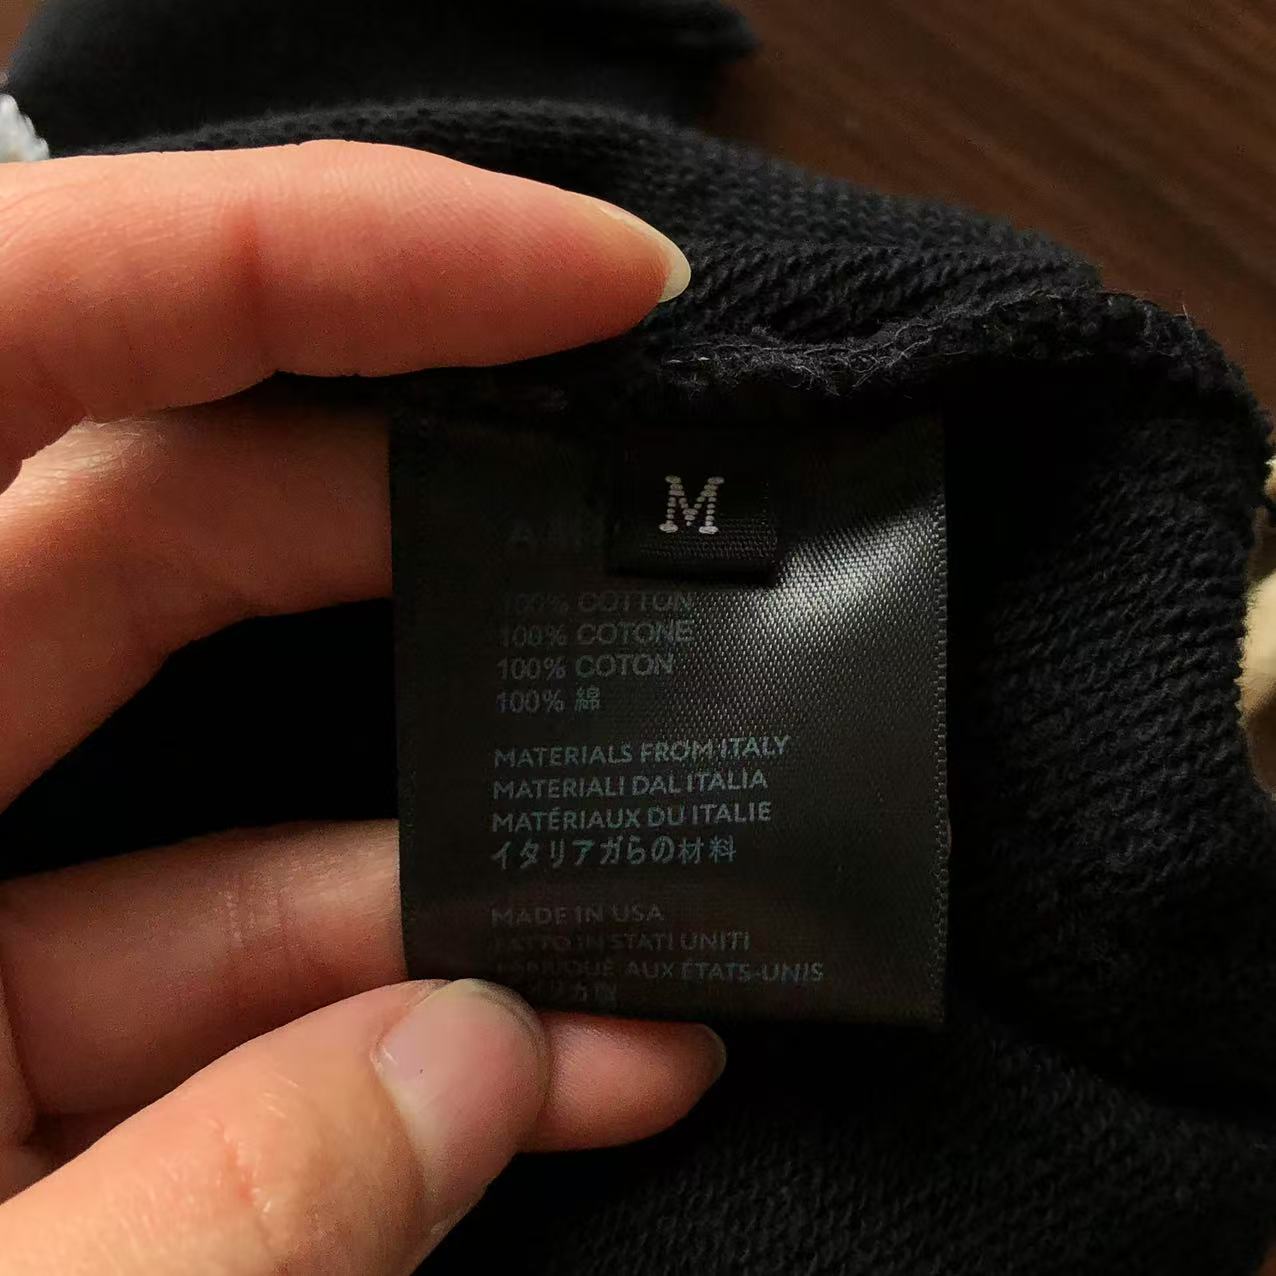 M
100% COTTON
100% COTONE
100% COTON
100% 綿
MATERIALS FROM ITALY
MATERIALI DAL ITALIA
MATÉRIAUX DU ITALIE
イタリアガらの材料
MADE IN USA
FATTO IN STATI UNITI
FABRIQUÉ AUX ÉTATS-UNIS